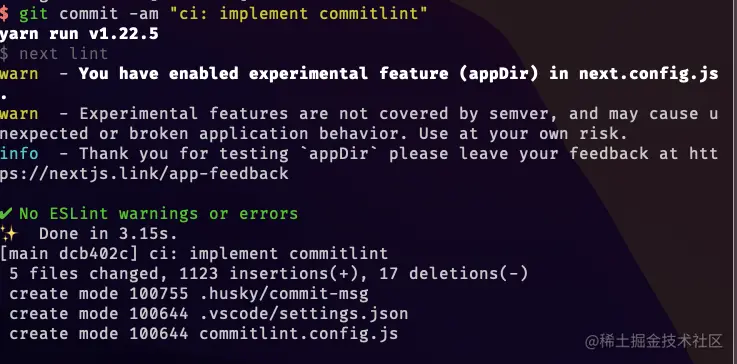 $ git commit -am "ci: implement commitlint"
yarn run v1.22.5
$ next lint
warn  - You have enabled experimental feature (appDir) in next.config.js
.
warn  - Experimental features are not covered by semver, and may cause u
nexpected or broken application behavior. Use at your own risk.
info  - Thank you for testing `appDir` please leave your feedback at htt
ps://nextjs.link/app-feedback
✔ No ESLint warnings or errors
✨  Done in 3.15s.
[main dcb402c] ci: implement commitlint
 5 files changed, 1123 insertions(+), 17 deletions(-)
 create mode 100755 .husky/commit-msg
 create mode 100644 .vscode/settings.json
 create mode 100644 commitlint.config.js
@稀土掘金技术社区